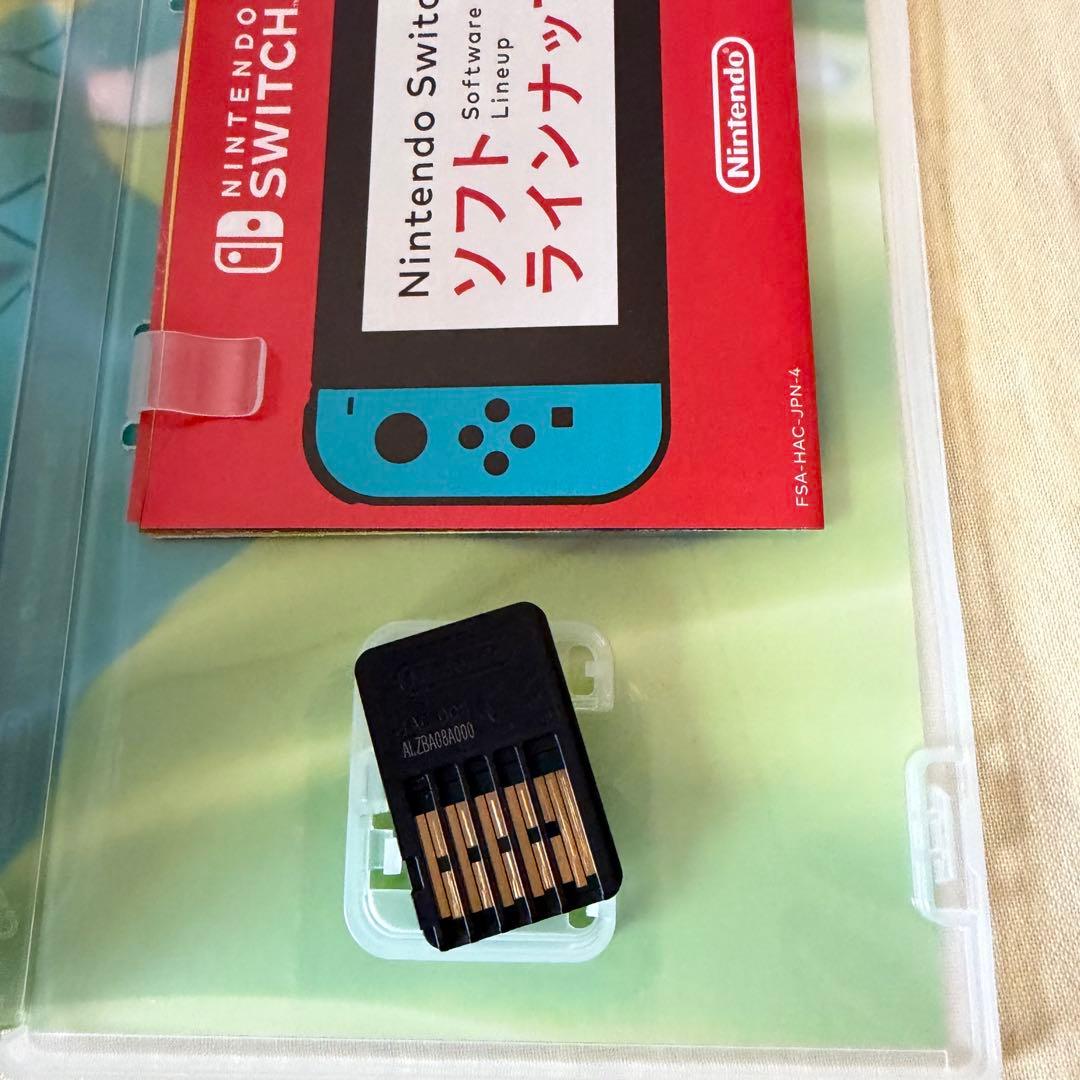 NINTENDO
SWITCH™
Nintendo Switc
ソフト
Software
Lineup
ラインナッ
Nintendo®
FSA-HAC-JPN-4
ALZBA08A000